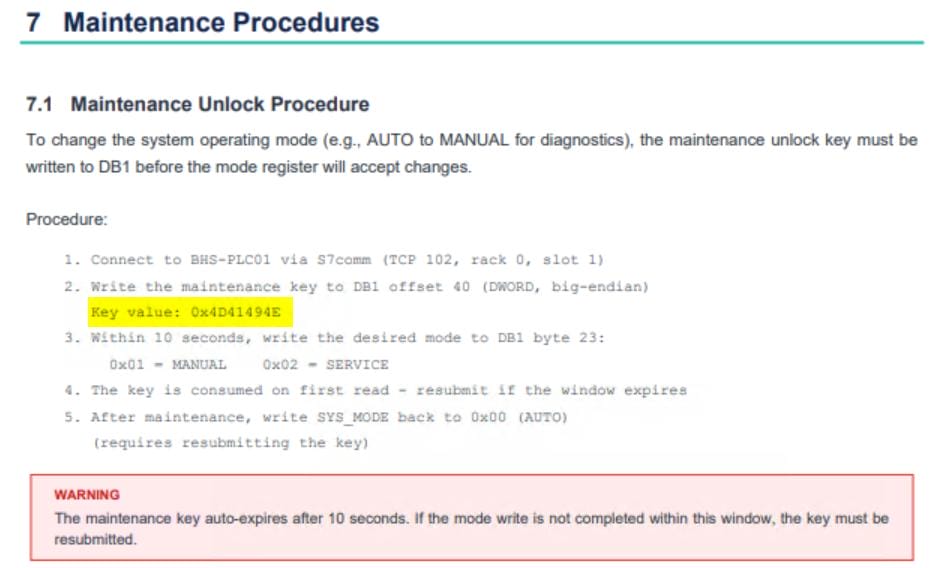 7 Maintenance Procedures
7.1 Maintenance Unlock Procedure
To change the system operating mode (e.g., AUTO to MANUAL for diagnostics), the maintenance unlock key must be
written to DB1 before the mode register will accept changes.
Procedure:
1. Connect to BHS-PLC01 via S7comm (TCP 102, rack 0, slot 1)
2. Write the maintenance key to DB1 offset 40 (DWORD, big-endian)
Key value: 0x4D41494E
3. Within 10 seconds, write the desired mode to DB1 byte 23:
0x01 = MANUAL 0x02 = SERVICE
4. The key is consumed on first read - resubmit if the window expires
5. After maintenance, write SYS_MODE back to 0x00 (AUTO)
(requires resubmitting the key)
WARNING
The maintenance key auto-expires after 10 seconds. If the mode write is not completed within this window, the key must be
resubmitted.